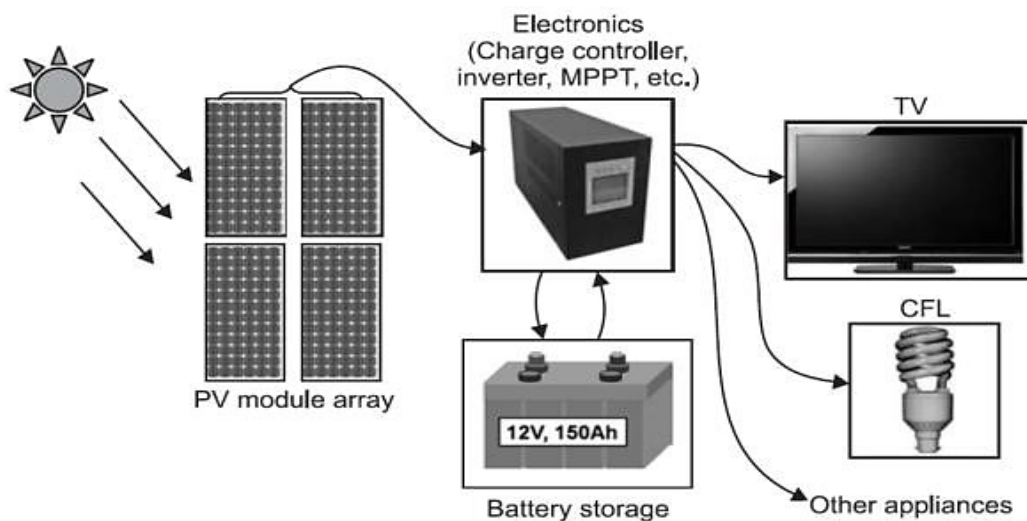 Electronics
(Charge controller,
inverter, MPPT, etc.)
TV
CFL
PV module array
12V, 150Ah
Battery storage
Other appliances